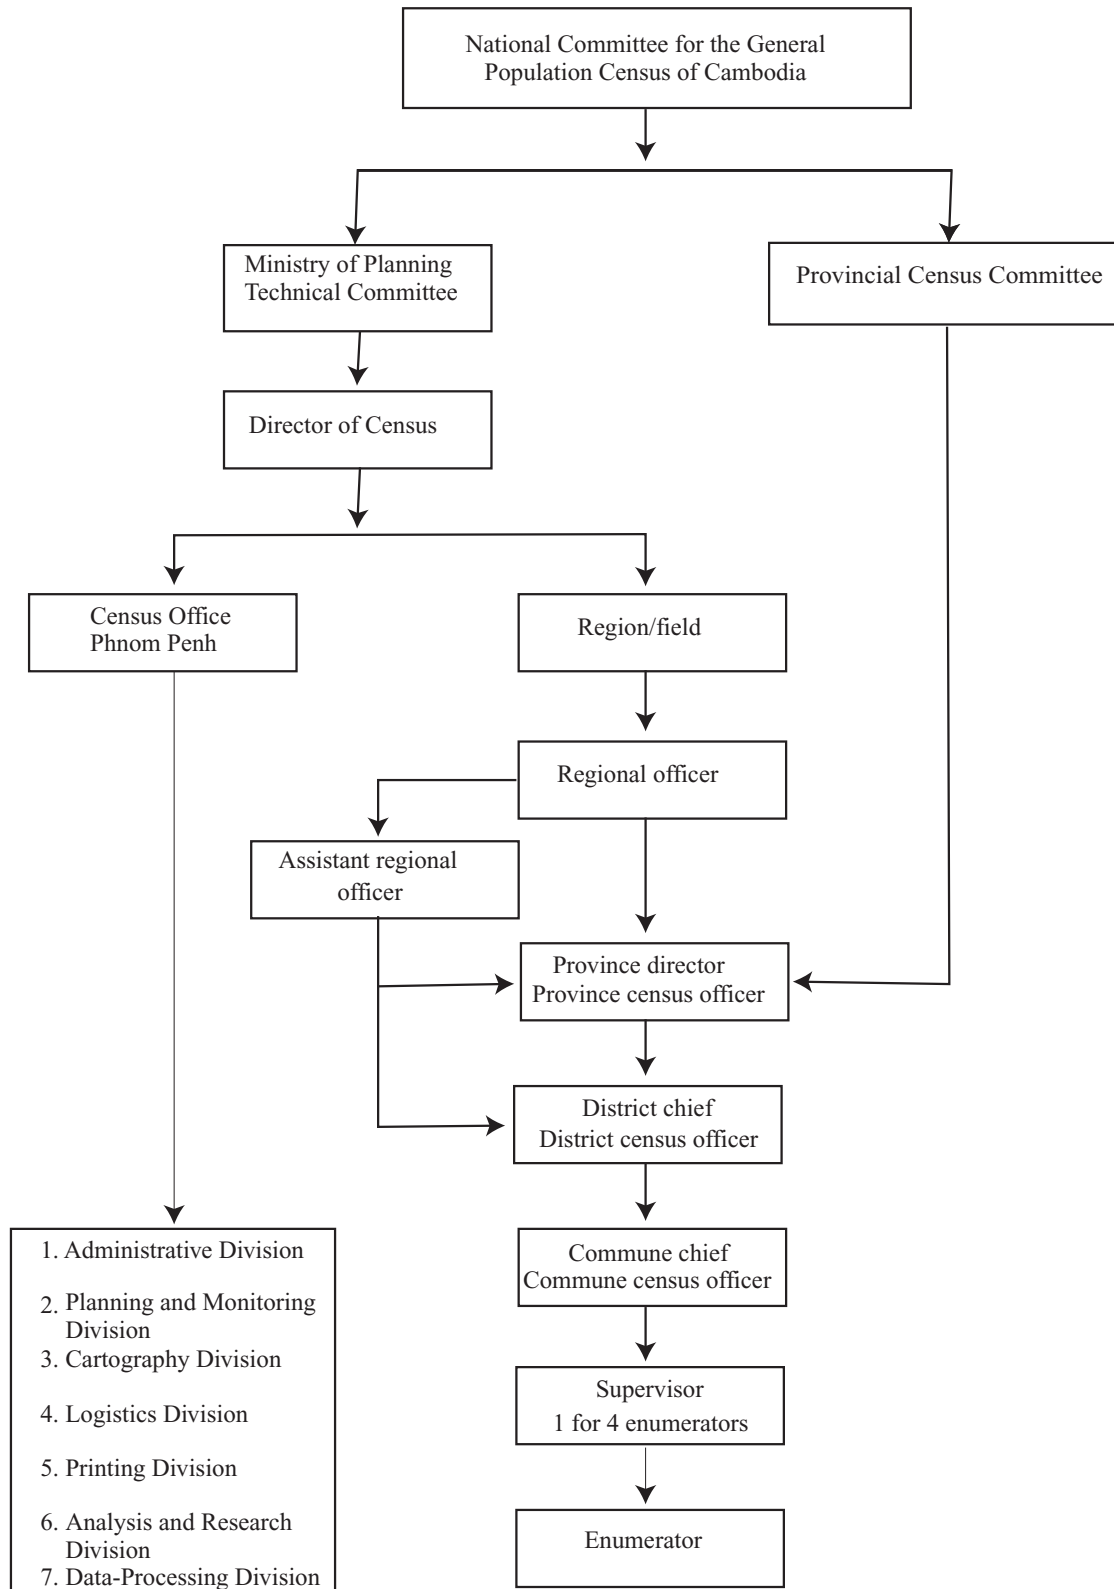 National Committee for the General
Population Census of Cambodia
Ministry of Planning
Technical Committee
Provincial Census Committee
Director of Census
Census Office
Phnom Penh
Region/field
Regional officer
Assistant regional
officer
Province director
Province census officer
District chief
District census officer
Commune chief
Commune census officer
Supervisor
1 for 4 enumerators
Enumerator
1. Administrative Division
2. Planning and Monitoring
Division
3. Cartography Division
4. Logistics Division
5. Printing Division
6. Analysis and Research
Division
7. Data-Processing Division